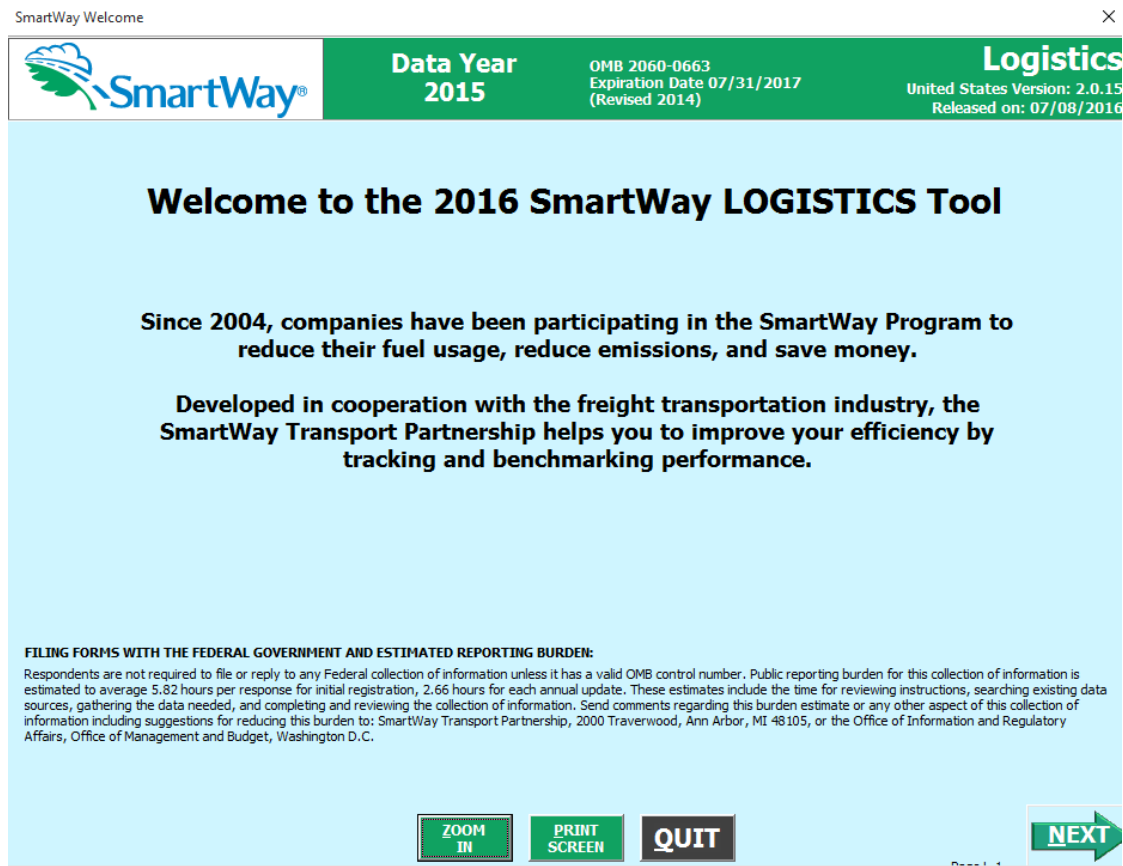 SmartWay Welcome
SmartWay®
Data Year
2015
OMB 2060-0663
Expiration Date 07/31/2017
(Revised 2014)
Logistics
United States Version: 2.0.15
Released on: 07/08/2016
Welcome to the 2016 SmartWay LOGISTICS Tool
Since 2004, companies have been participating in the SmartWay Program to
reduce their fuel usage, reduce emissions, and save money.
Developed in cooperation with the freight transportation industry, the
SmartWay Transport Partnership helps you to improve your efficiency by
tracking and benchmarking performance.
FILING FORMS WITH THE FEDERAL GOVERNMENT AND ESTIMATED REPORTING BURDEN:
Respondents are not required to file or reply to any Federal collection of information unless it has a valid OMB control number. Public reporting burden for this collection of information is
estimated to average 5.82 hours per response for initial registration, 2.66 hours for each annual update. These estimates include the time for reviewing instructions, searching existing data
sources, gathering the data needed, and completing and reviewing the collection of information. Send comments regarding this burden estimate or any other aspect of this collection of
information including suggestions for reducing this burden to: SmartWay Transport Partnership, 2000 Traverwood, Ann Arbor, MI 48105, or the Office of Information and Regulatory
Affairs, Office of Management and Budget, Washington D.C.
ZOOM
IN
PRINT
SCREEN
QUIT
NEXT